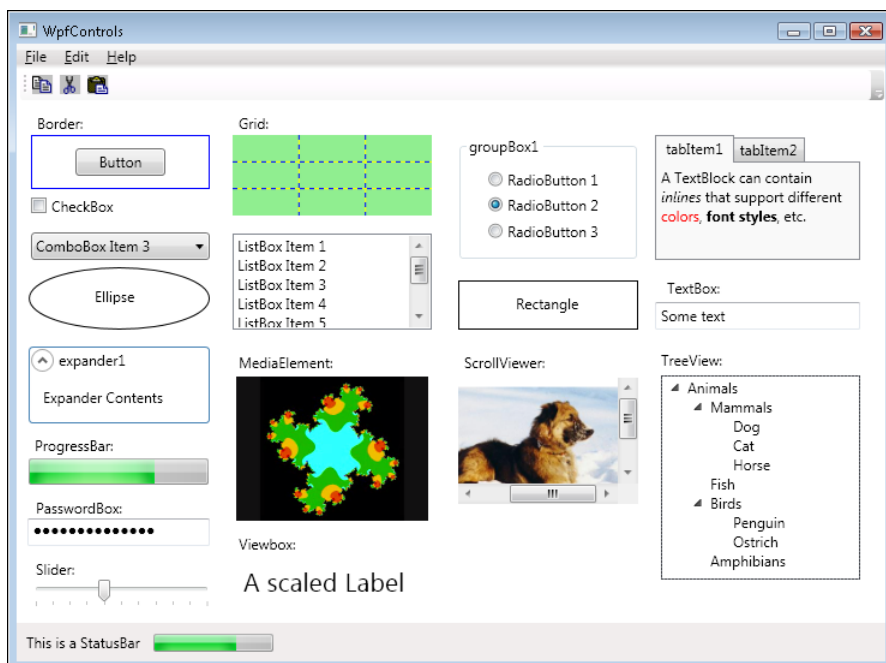 WpfControls
File Edit Help
Border:
Button
CheckBox
ComboBox Item 3
Ellipse
expander1
Expander Contents
ProgressBar:
PasswordBox:
Slider:
Grid:
ListBox Item 1
ListBox Item 2
ListBox Item 3
ListBox Item 4
ListBox Item 5
MediaElement:
Viewbox:
A scaled Label
groupBox1
RadioButton 1
RadioButton 2
RadioButton 3
Rectangle
ScrollViewer:
tabItem1 tabItem2
A TextBlock can contain
inlines that support different
colors, font styles, etc.
TextBox:
Some text
TreeView:
Animals
Mammals
Dog
Cat
Horse
Fish
Birds
Penguin
Ostrich
Amphibians
This is a StatusBar